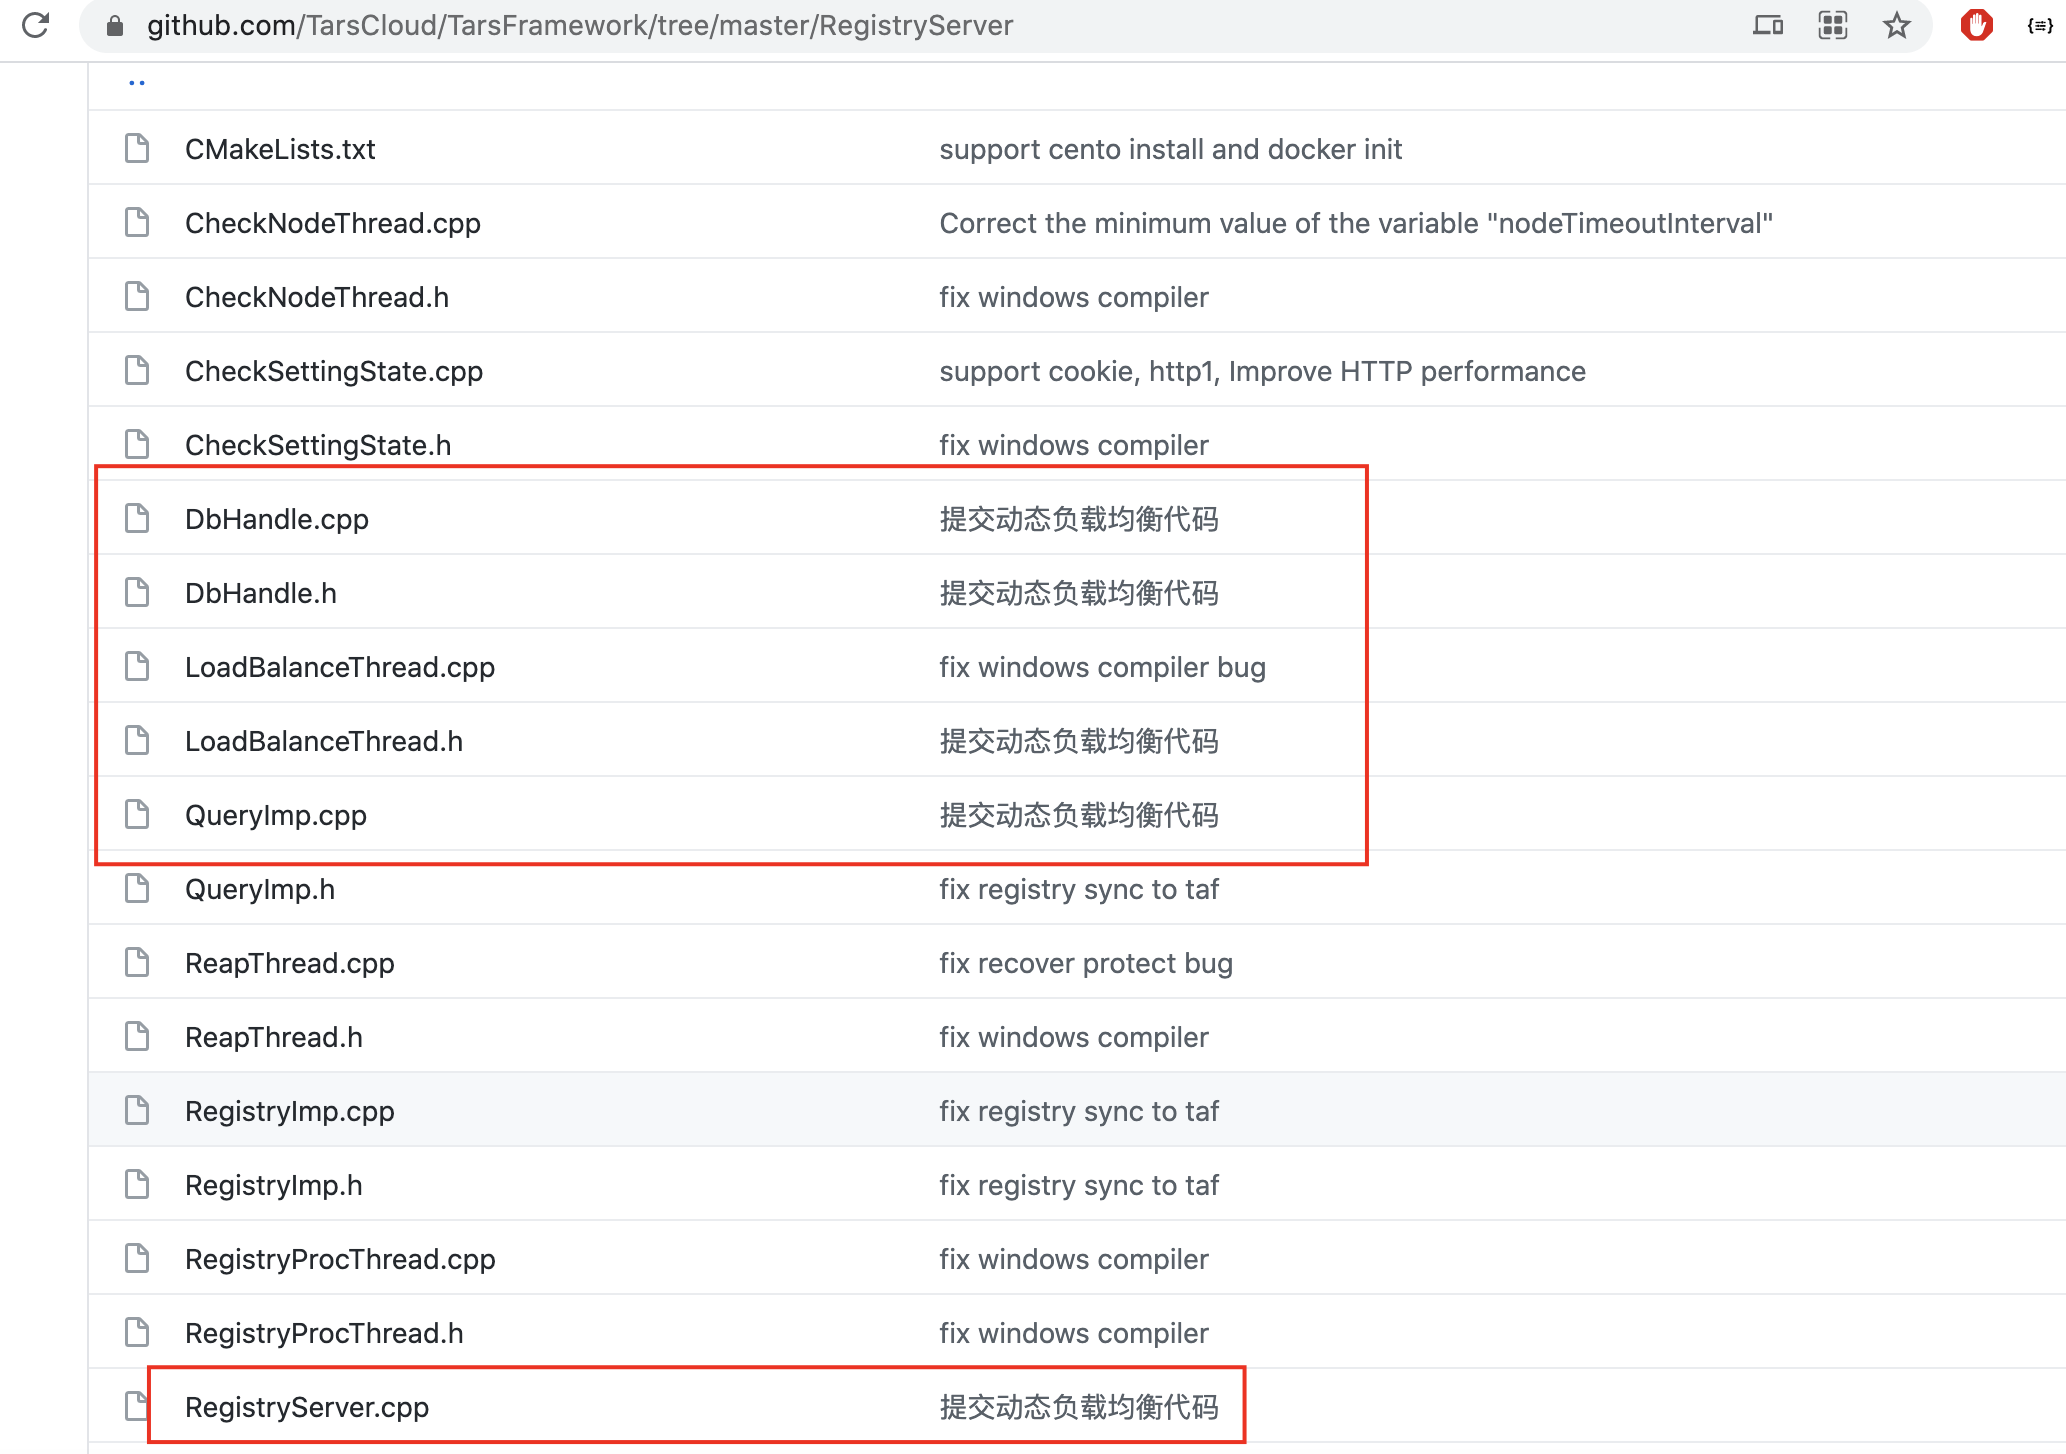 github.com/TarsCloud/TarsFramework/tree/master/RegistryServer
..
CMakeLists.txt support cento install and docker init
CheckNodeThread.cpp Correct the minimum value of the variable "nodeTimeoutInterval"
CheckNodeThread.h fix windows compiler
CheckSettingState.cpp support cookie, http1, Improve HTTP performance
CheckSettingState.h fix windows compiler
DbHandle.cpp 提交动态负载均衡代码
DbHandle.h 提交动态负载均衡代码
LoadBalanceThread.cpp fix windows compiler bug
LoadBalanceThread.h 提交动态负载均衡代码
QueryImp.cpp 提交动态负载均衡代码
QueryImp.h fix registry sync to taf
ReapThread.cpp fix recover protect bug
ReapThread.h fix windows compiler
RegistryImp.cpp fix registry sync to taf
RegistryImp.h fix registry sync to taf
RegistryProcThread.cpp fix windows compiler
RegistryProcThread.h fix windows compiler
RegistryServer.cpp 提交动态负载均衡代码